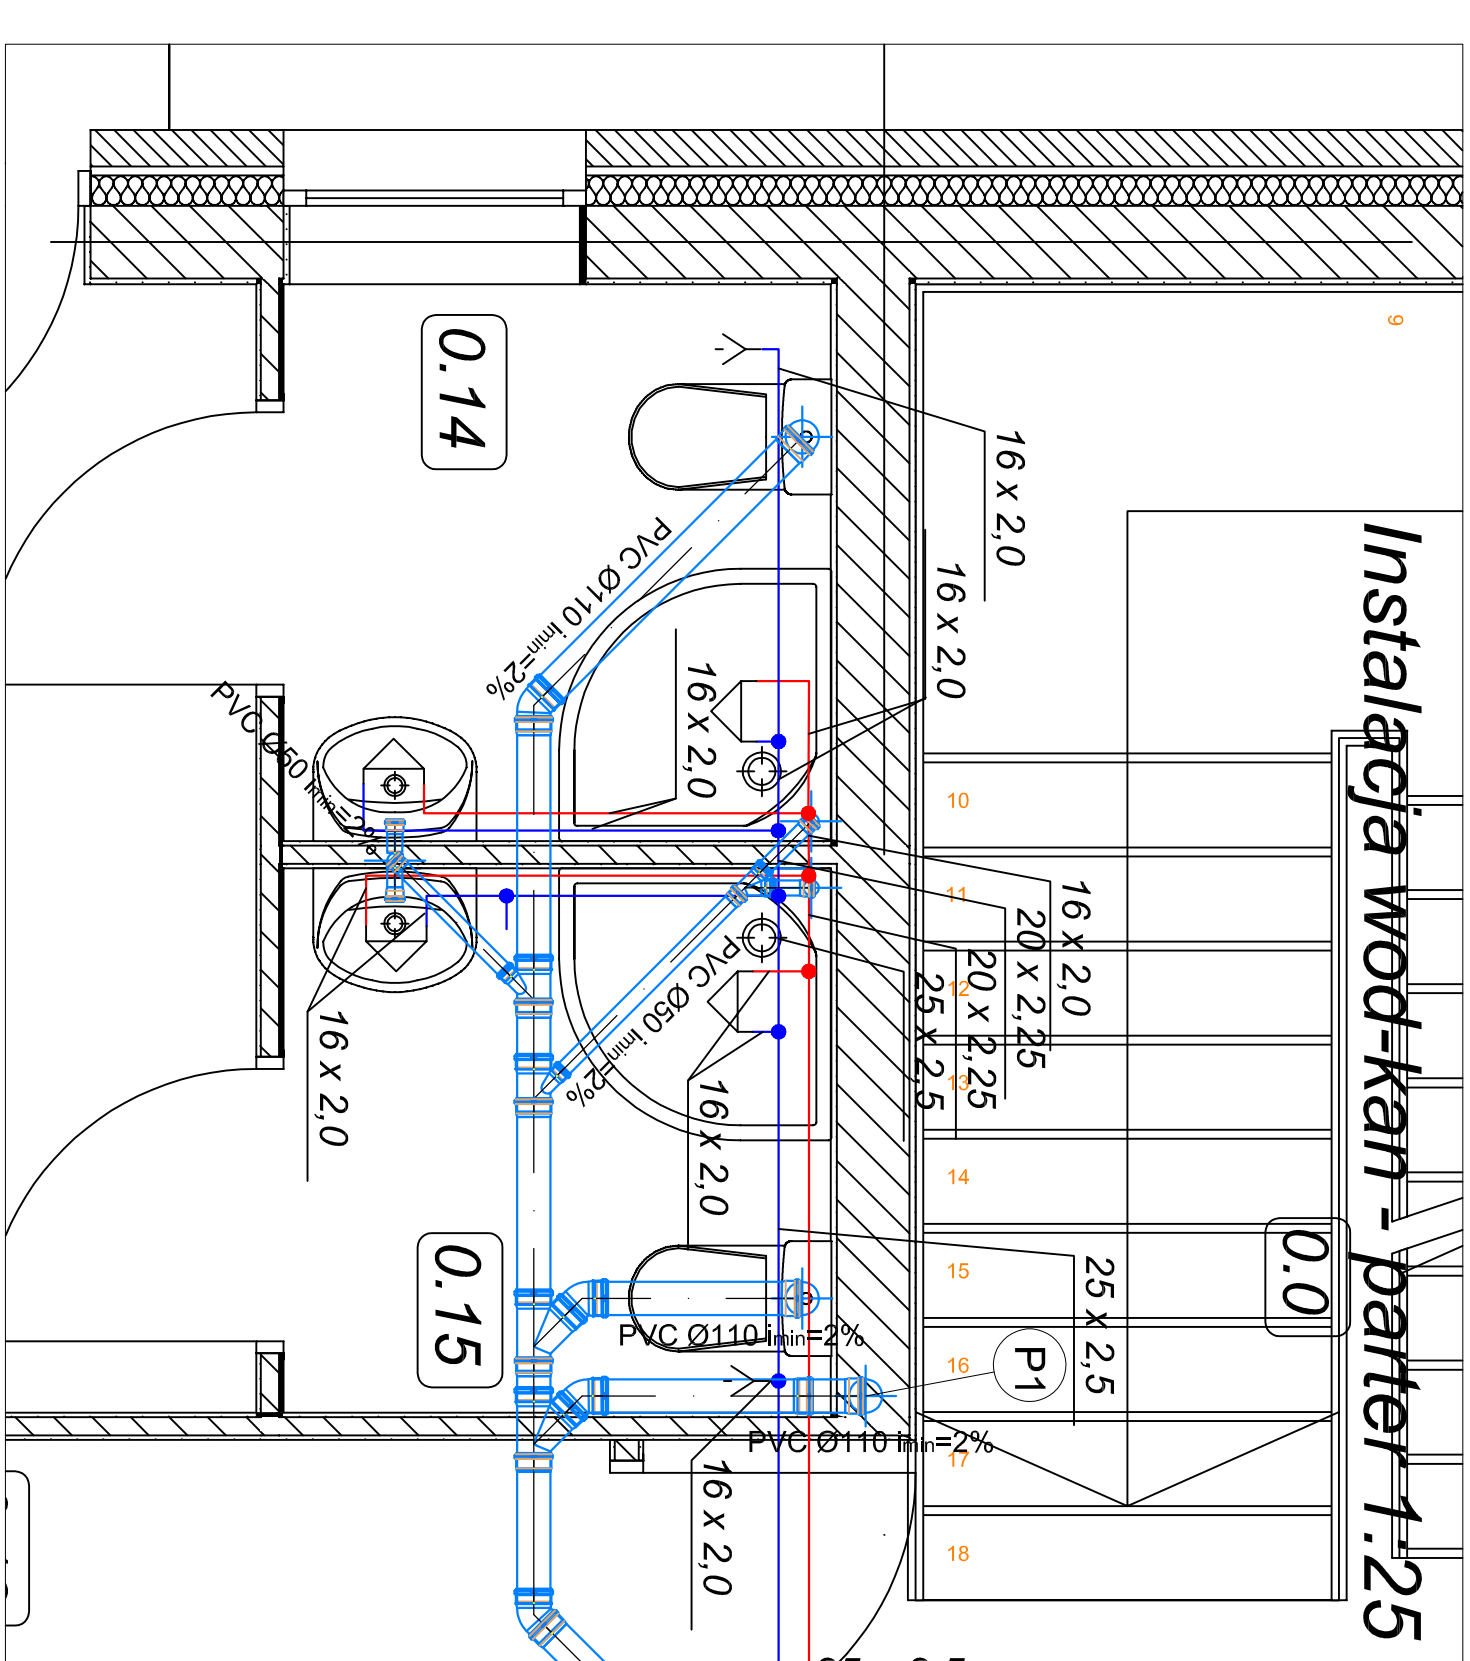 Instalacja wod-kan - parter 1:25
0.14
0.15
0.0
P1
16 x 2,0
16 x 2,0
16 x 2,0
16 x 2,0
20 x 2,25
20 x 2,25
25 x 2,5
16 x 2,0
16 x 2,0
25 x 2,5
16 x 2,0
PVC Ø110 imin=2%
PVC Ø50 imin=2%
PVC Ø50 imin=2%
PVC Ø110 imin=2%
PVC Ø110 imin=2%
9
10
11
12
13
14
15
16
17
18